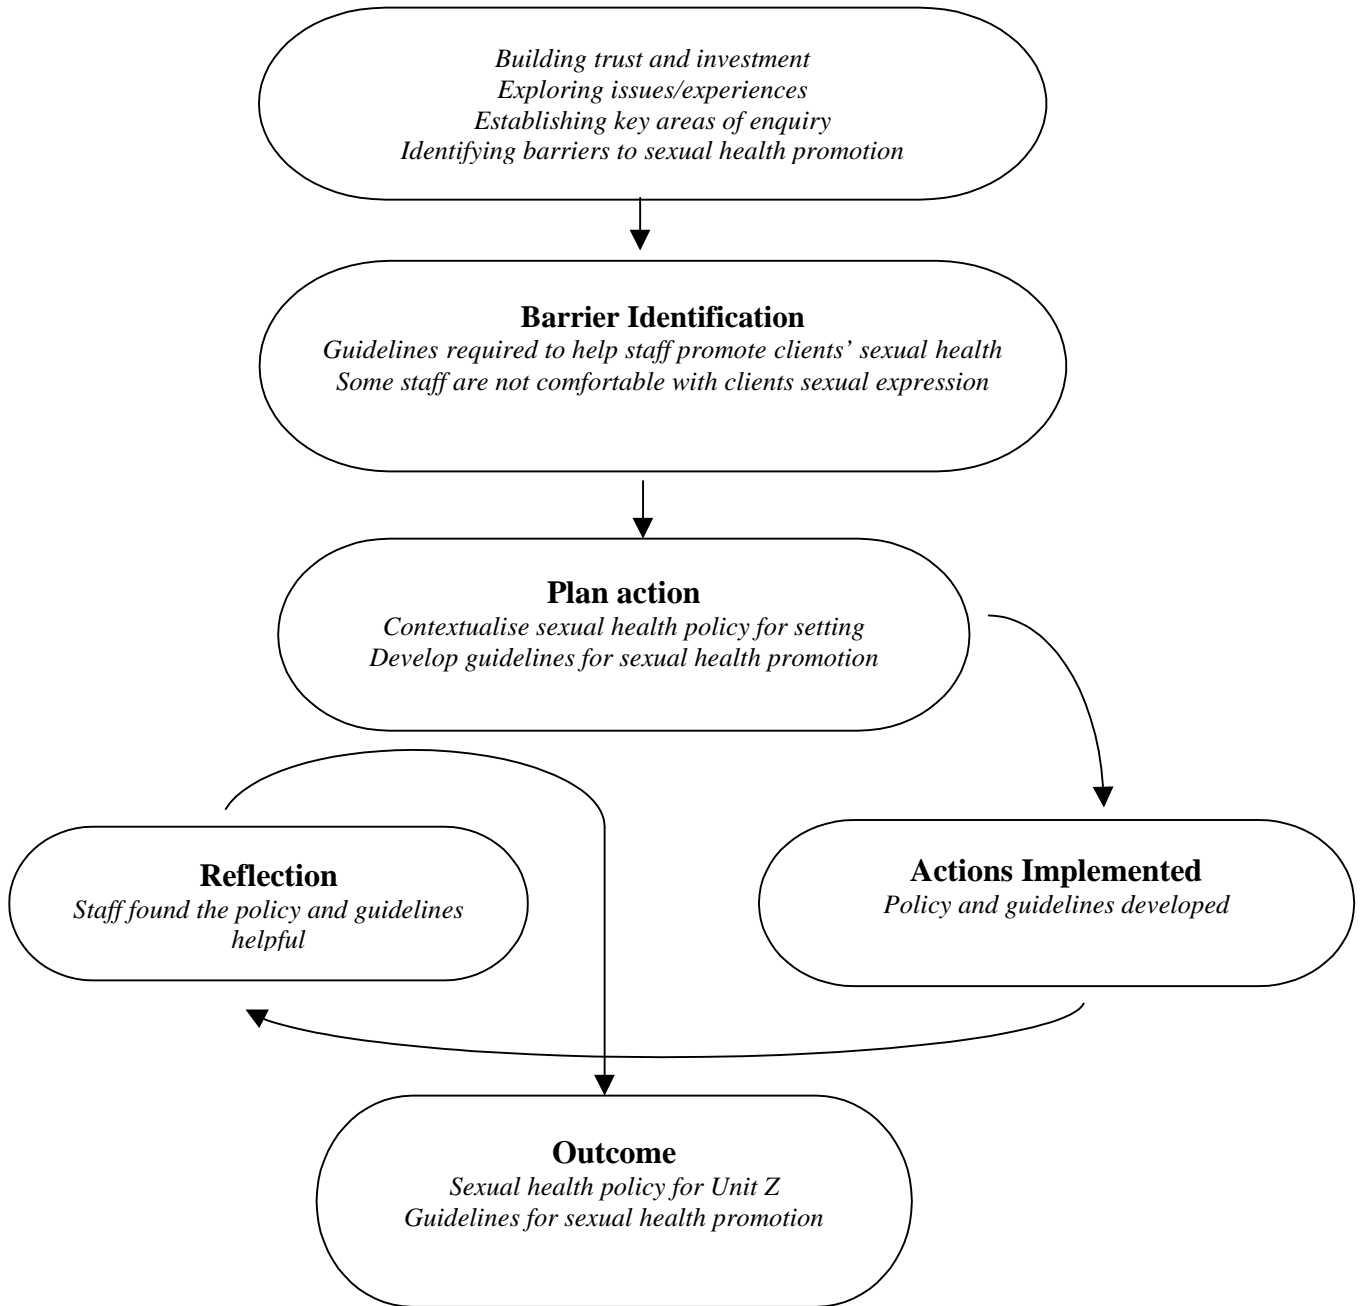 Building trust and investment
Exploring issues/experiences
Establishing key areas of enquiry
Identifying barriers to sexual health promotion
Barrier Identification
Guidelines required to help staff promote clients' sexual health
Some staff are not comfortable with clients sexual expression
Plan action
Contextualise sexual health policy for setting
Develop guidelines for sexual health promotion
Actions Implemented
Policy and guidelines developed
Reflection
Staff found the policy and guidelines
helpful
Outcome
Sexual health policy for Unit Z
Guidelines for sexual health promotion